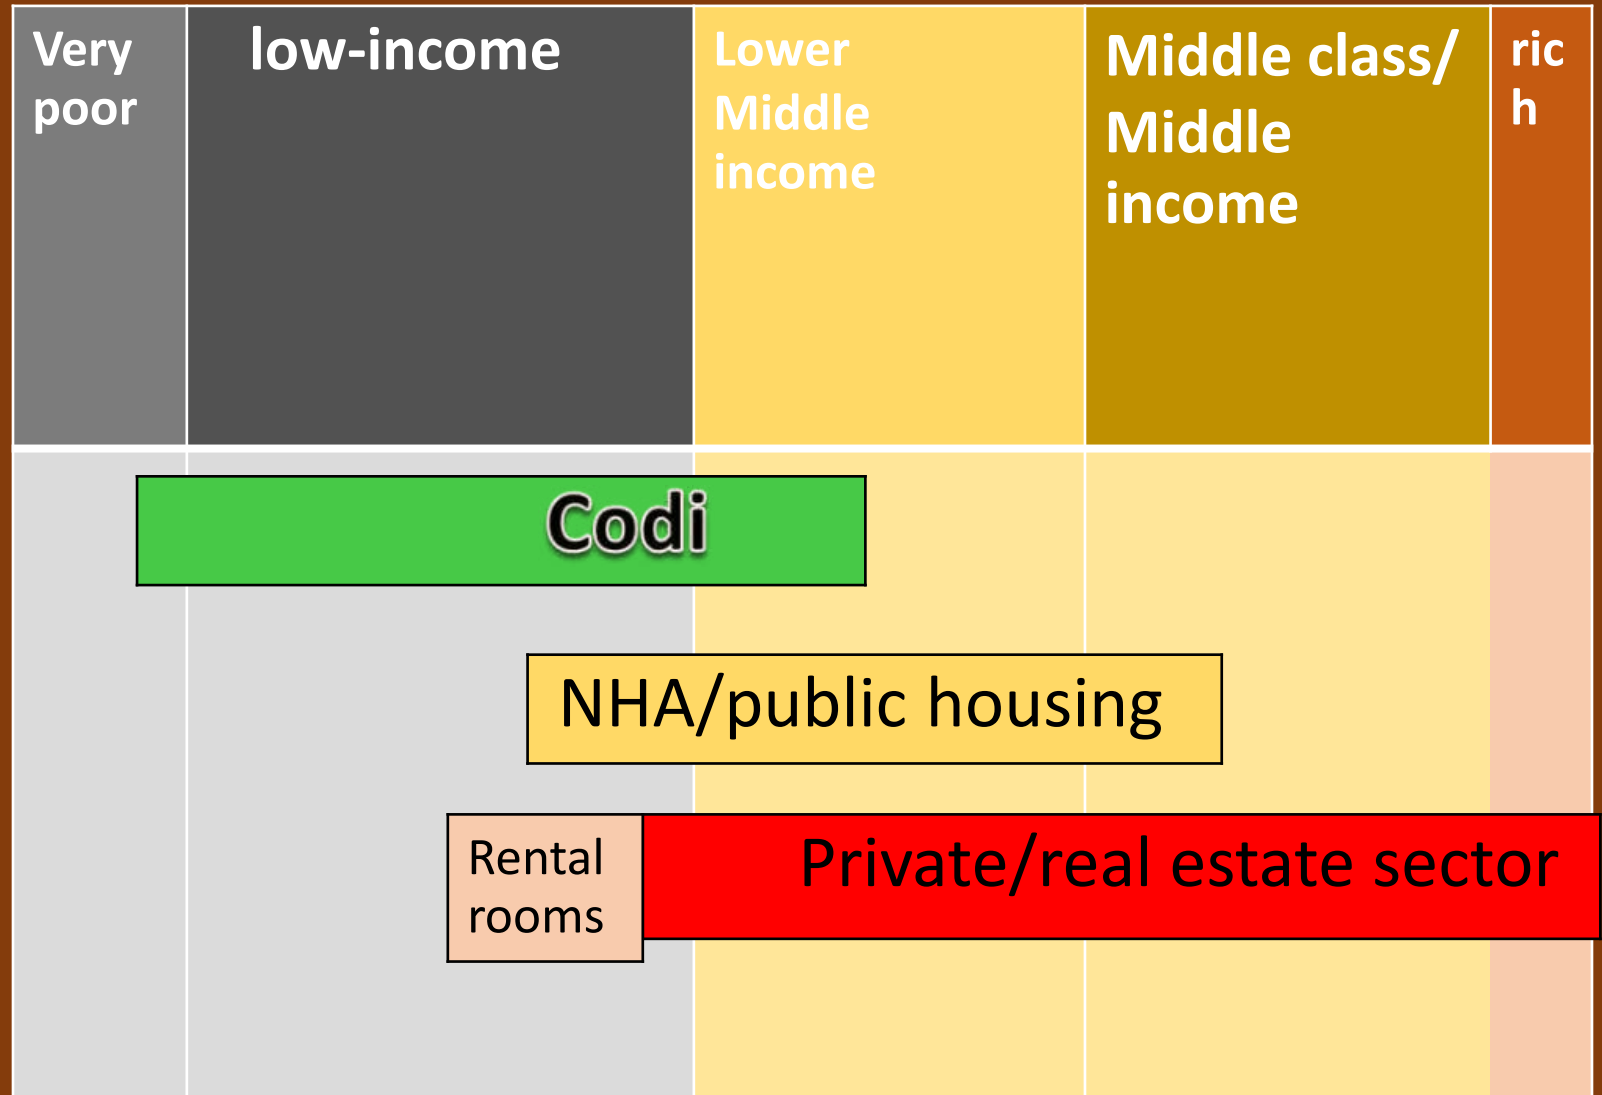 Very
poor
low-income
Lower
Middle
income
Middle class/
Middle
income
ric
h
Codi
NHA/public housing
Rental
rooms
Private/real estate sector